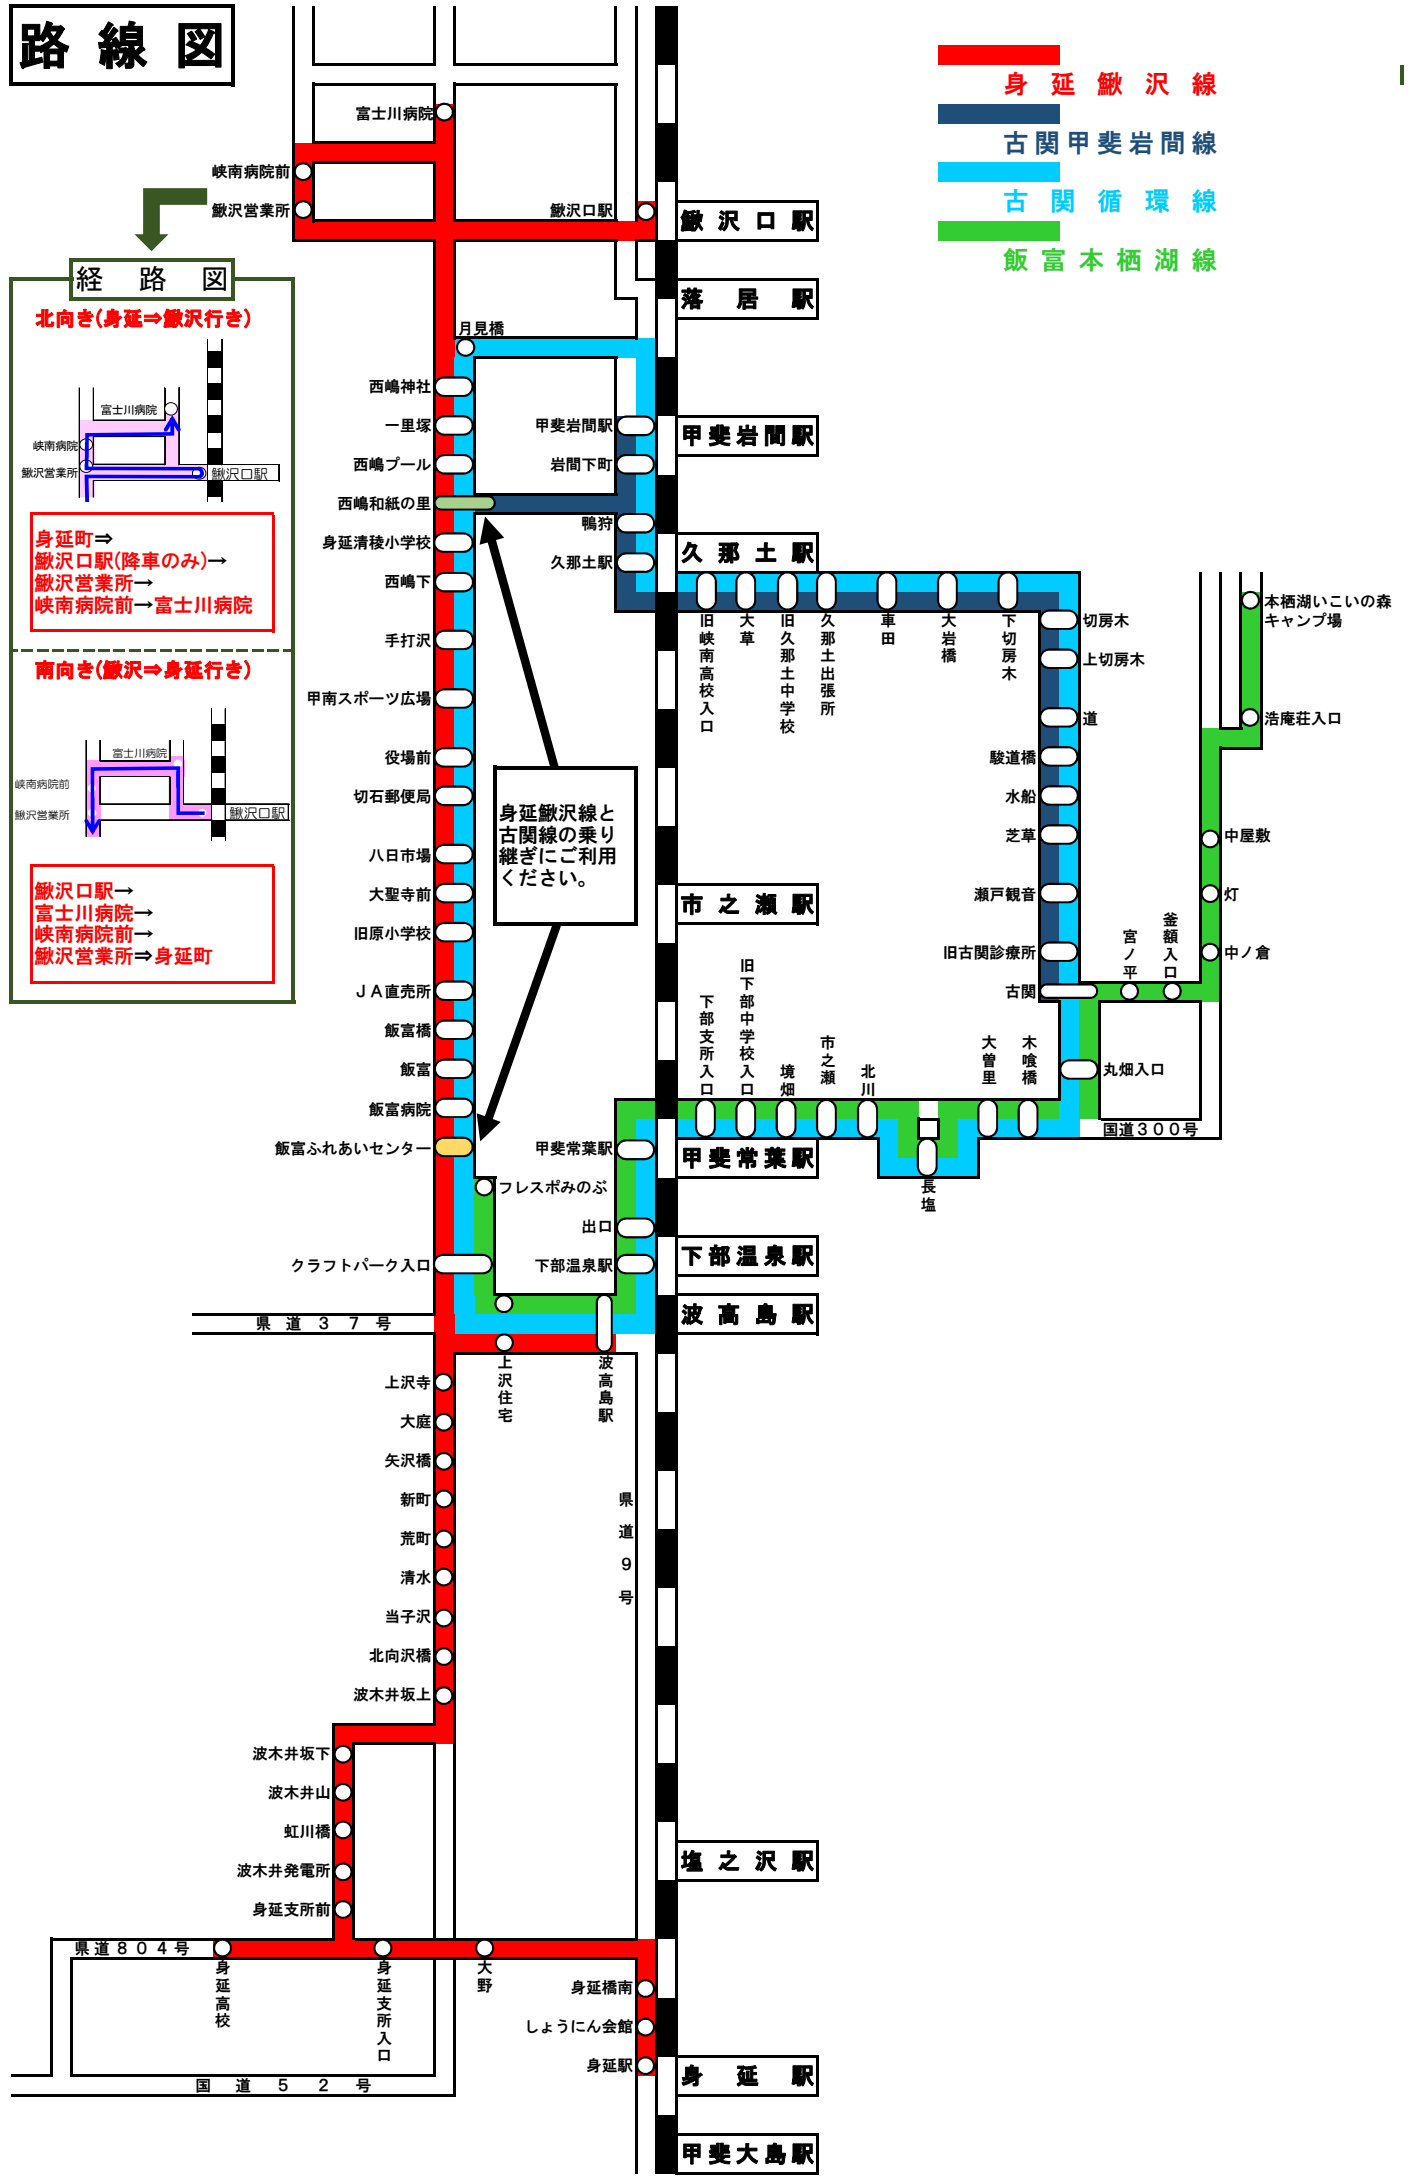 路線図
身延鰍沢線
古関甲斐岩間線
古関循環線
飯富本栖湖線
富士川病院
峡南病院前
鰍沢営業所
鰍沢口駅
鰍沢口駅
落居駅
経路図
北向き(身延⇒鰍沢行き)
富士川病院
峡南病院
鰍沢営業所
鰍沢口駅
身延町⇒
鰍沢口駅(降車のみ)→
鰍沢営業所→
峡南病院前→富士川病院
南向き(鰍沢⇒身延行き)
富士川病院
峡南病院前
鰍沢営業所
鰍沢口駅
鰍沢口駅→
富士川病院→
峡南病院前→
鰍沢営業所⇒身延町
月見橋
西嶋神社
一里塚
西嶋プール
西嶋和紙の里
身延清稜小学校
西嶋下
手打沢
甲南スポーツ広場
役場前
切石郵便局
八日市場
大聖寺前
旧原小学校
ＪＡ直売所
飯富橋
飯富
飯富病院
飯富ふれあいセンター
フレスポみのぶ
クラフトパーク入口
甲斐岩間駅
岩間下町
鴨狩
久那土駅
甲斐岩間駅
久那土駅
身延鰍沢線と
古関線の乗り
継ぎにご利用
ください。
旧峡南高校入口
大草
旧久那土中学校
久那土出張所
車田
大岩橋
下切房木
切房木
上切房木
道
駿道橋
水船
芝草
瀬戸観音
旧古関診療所
古関
本栖湖いこいの森
キャンプ場
浩庵荘入口
中屋敷
灯
中ノ倉
釜額入口
宮ノ平
丸畑入口
国道３００号
市之瀬駅
下部支所入口
旧下部中学校入口
境畑
市之瀬
北川
長塩
大曽里
木喰橋
甲斐常葉駅
出口
下部温泉駅
甲斐常葉駅
下部温泉駅
波高島駅
県道３７号
上沢住宅
波高島駅
上沢寺
大庭
矢沢橋
新町
荒町
清水
当子沢
北向沢橋
波木井坂上
県道９号
波木井坂下
波木井山
虹川橋
波木井発電所
身延支所前
塩之沢駅
県道８０４号
身延高校
身延支所入口
大野
身延橋南
しょうにん会館
身延駅
国道５２号
身延駅
甲斐大島駅